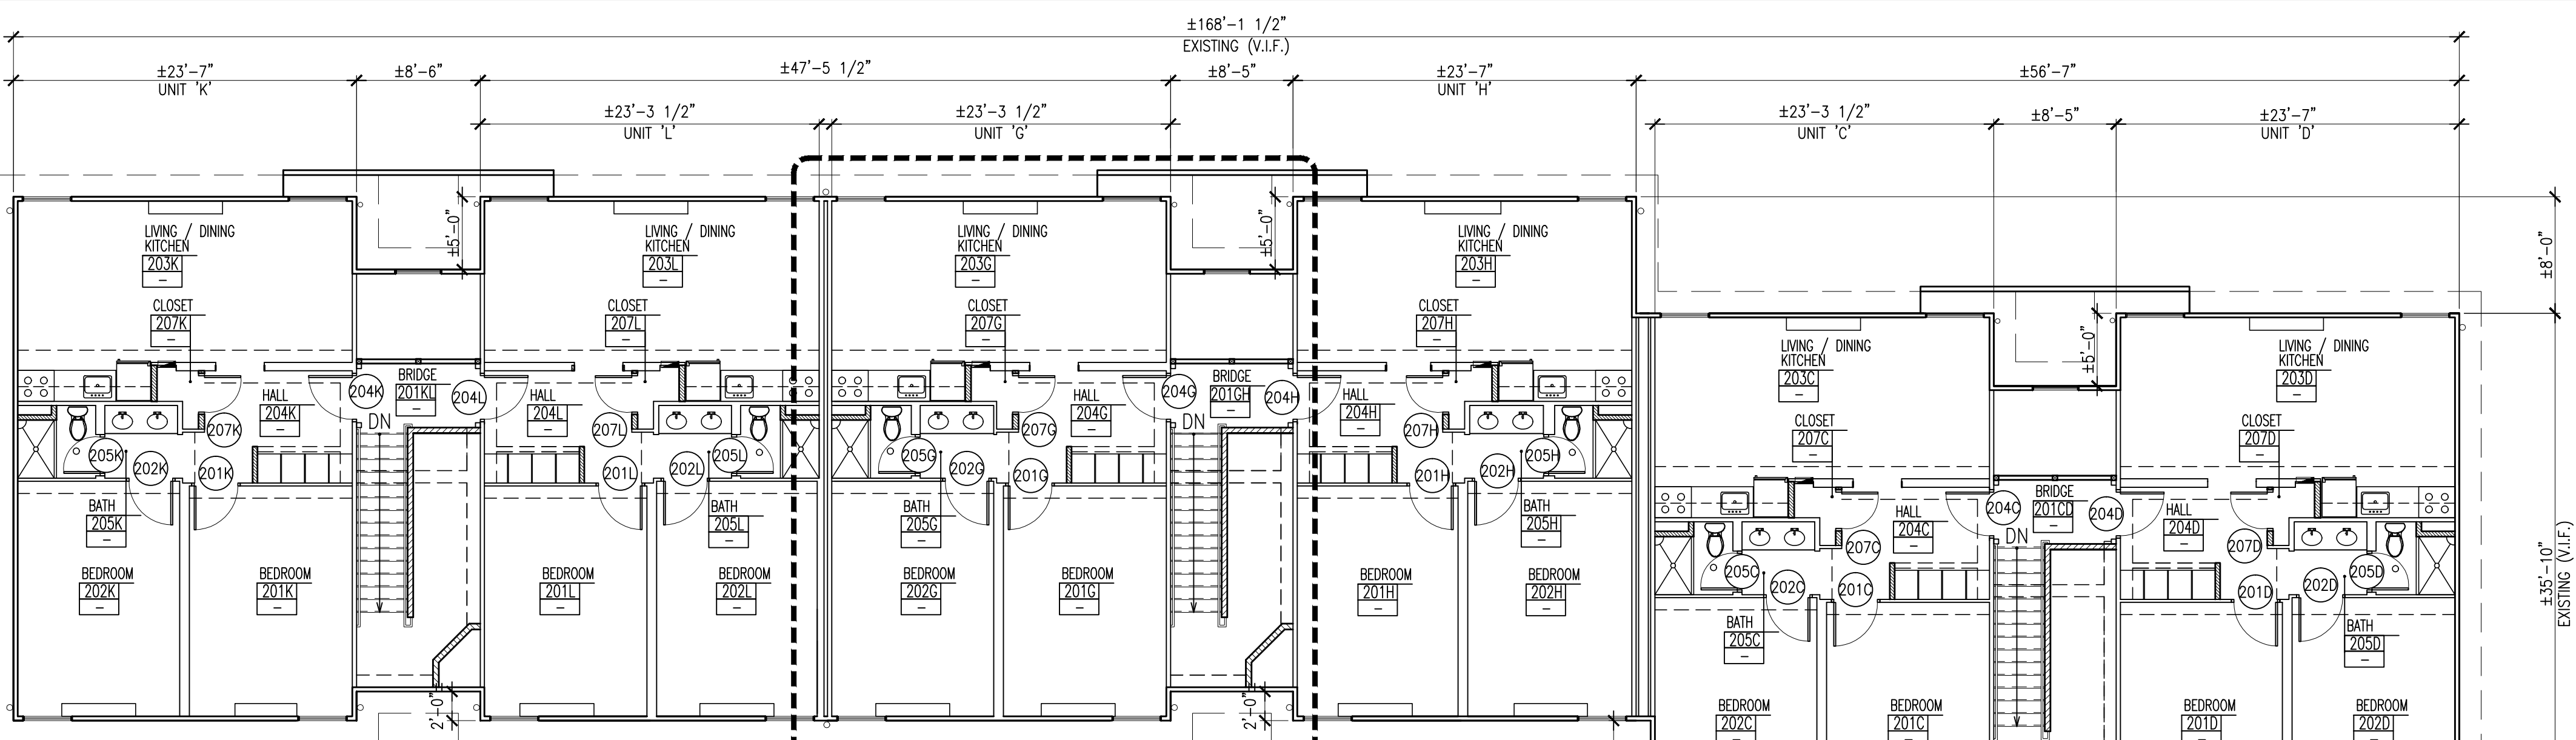 ±168'-1 1/2"
EXISTING (V.I.F.)
±23'-7"
UNIT 'K'
±8'-6"
±47'-5 1/2"
±8'-5"
±23'-7"
UNIT 'H'
±56'-7"
±23'-3 1/2"
UNIT 'L'
±23'-3 1/2"
UNIT 'G'
±23'-3 1/2"
UNIT 'C'
±8'-5"
±23'-7"
UNIT 'D'
LIVING / DINING
KITCHEN
203K
–
±5'-0"
LIVING / DINING
KITCHEN
203L
–
LIVING / DINING
KITCHEN
203G
–
±5'-0"
LIVING / DINING
KITCHEN
203H
–
±8'-0"
CLOSET
207K
–
CLOSET
207L
–
CLOSET
207G
–
CLOSET
207H
–
LIVING / DINING
KITCHEN
203C
–
±5'-0"
LIVING / DINING
KITCHEN
203D
–
HALL
204K
–
204K
BRIDGE
201KL
–
204L
DN
HALL
204L
–
HALL
204G
–
204G
BRIDGE
201GH
–
204H
DN
HALL
204H
–
CLOSET
207C
–
CLOSET
207D
–
207K
205K
202K
201K
207L
201L
202L
205L
207G
205G
202G
201G
207H
201H
202H
205H
HALL
204C
–
204C
BRIDGE
201CD
–
204D
DN
HALL
204D
–
BATH
205K
–
BATH
205L
–
BATH
205G
–
BATH
205H
–
207C
205C
202C
201C
207D
201D
202D
205D
BEDROOM
202K
–
BEDROOM
201K
–
BEDROOM
201L
–
BEDROOM
202L
–
BEDROOM
202G
–
BEDROOM
201G
–
BEDROOM
201H
–
BEDROOM
202H
–
±35'-10"
EXISTING (V.I.F.)
BATH
205C
–
BATH
205D
–
2'-0"
2'-0"
BEDROOM
202C
–
BEDROOM
201C
–
BEDROOM
201D
–
BEDROOM
202D
–